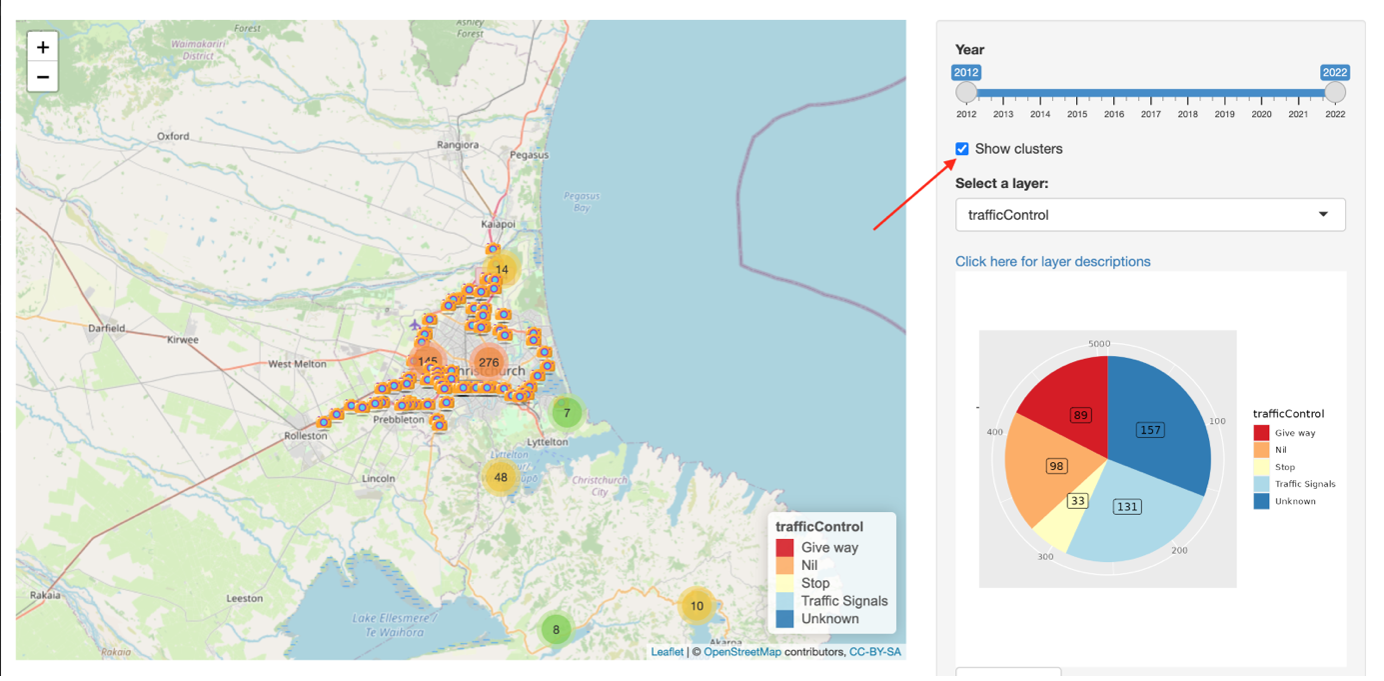 +
−
Forest
Ashley
Forest
Waimakariri
District
Oxford
Rangiora
Pegasus
Pegasus
Bay
Kaiapoi
14
Darfield
Kirwee
West Melton
145
276
Christchurch
Prebbleton
Rolleston
7
Lyttelton
Lyttelton
48
Lincoln
Christchurch
City
trafficControl
Give way
Nil
Stop
Traffic Signals
Unknown
Rakaia
Leeston
Lake Ellesmere /
Te Waihora
10
8
Akaroa
Rakaia
Leaflet | © OpenStreetMap contributors, CC-BY-SA
Year
2012 2022
2012 2013 2014 2015 2016 2017 2018 2019 2020 2021 2022
Show clusters
Select a layer:
trafficControl
Click here for layer descriptions
5000
89
157
100
400
98
33
131
300
200
trafficControl
Give way
Nil
Stop
Traffic Signals
Unknown